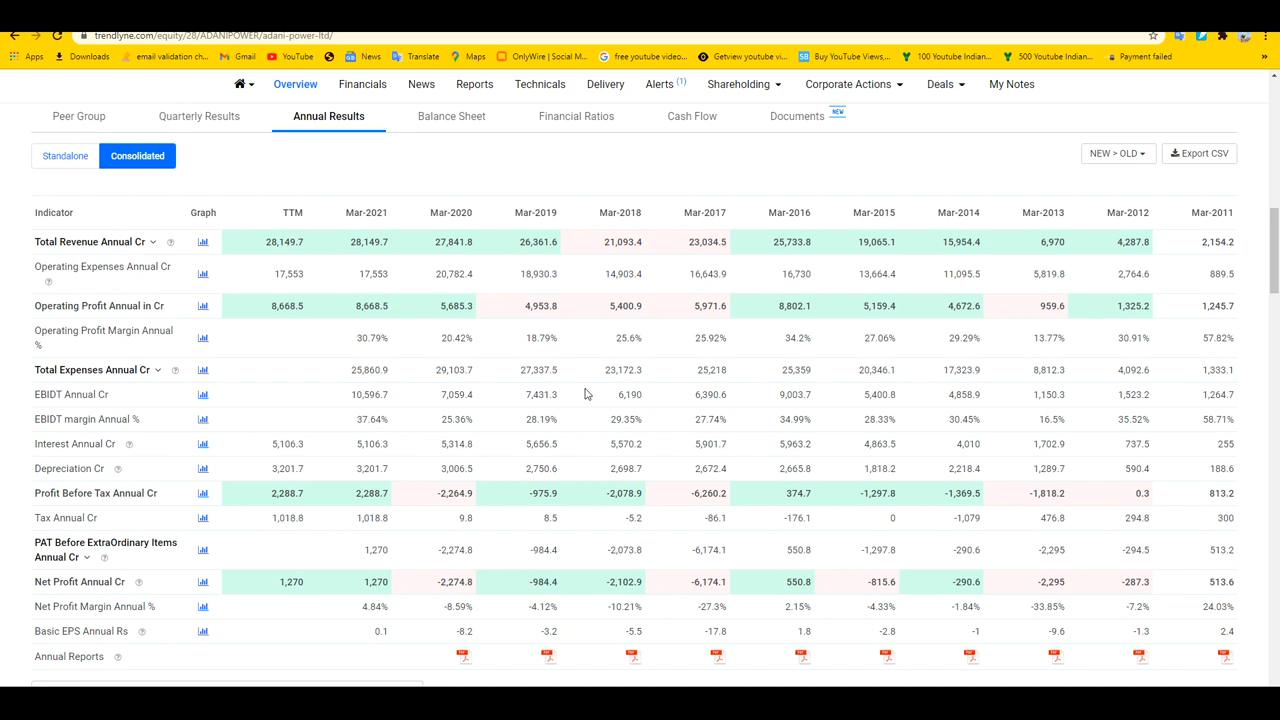 trendlyne.com/equity/28/ADANIPOWER/adani-power-ltd/
Apps Downloads email validation ch... Gmail YouTube News Translate Maps OnlyWire | Social M... free youtube video... Getview youtube vi... Buy YouTube Views,... 100 Youtube Indian... 500 Youtube Indian... Payment failed »
Overview Financials News Reports Technicals Delivery Alerts (1) Shareholding Corporate Actions Deals My Notes
Peer Group Quarterly Results Annual Results Balance Sheet Financial Ratios Cash Flow Documents NEW
Standalone Consolidated NEW > OLD Export CSV
Indicator Graph TTM Mar-2021 Mar-2020 Mar-2019 Mar-2018 Mar-2017 Mar-2016 Mar-2015 Mar-2014 Mar-2013 Mar-2012 Mar-2011
Total Revenue Annual Cr 28,149.7 28,149.7 27,841.8 26,361.6 21,093.4 23,034.5 25,733.8 19,065.1 15,954.4 6,970 4,287.8 2,154.2
Operating Expenses Annual Cr 17,553 17,553 20,782.4 18,930.3 14,903.4 16,643.9 16,730 13,664.4 11,095.5 5,819.8 2,764.6 889.5
Operating Profit Annual in Cr 8,668.5 8,668.5 5,685.3 4,953.8 5,400.9 5,971.6 8,802.1 5,159.4 4,672.6 959.6 1,325.2 1,245.7
Operating Profit Margin Annual
% 30.79% 20.42% 18.79% 25.6% 25.92% 34.2% 27.06% 29.29% 13.77% 30.91% 57.82%
Total Expenses Annual Cr 25,860.9 29,103.7 27,337.5 23,172.3 25,218 25,359 20,346.1 17,323.9 8,812.3 4,092.6 1,333.1
EBIDT Annual Cr 10,596.7 7,059.4 7,431.3 6,190 6,390.6 9,003.7 5,400.8 4,858.9 1,150.3 1,523.2 1,264.7
EBIDT margin Annual % 37.64% 25.36% 28.19% 29.35% 27.74% 34.99% 28.33% 30.45% 16.5% 35.52% 58.71%
Interest Annual Cr 5,106.3 5,106.3 5,314.8 5,656.5 5,570.2 5,901.7 5,963.2 4,863.5 4,010 1,702.9 737.5 255
Depreciation Cr 3,201.7 3,201.7 3,006.5 2,750.6 2,698.7 2,672.4 2,665.8 1,818.2 2,218.4 1,289.7 590.4 188.6
Profit Before Tax Annual Cr 2,288.7 2,288.7 -2,264.9 -975.9 -2,078.9 -6,260.2 374.7 -1,297.8 -1,369.5 -1,818.2 0.3 813.2
Tax Annual Cr 1,018.8 1,018.8 9.8 8.5 -5.2 -86.1 -176.1 0 -1,079 476.8 294.8 300
PAT Before ExtraOrdinary Items
Annual Cr 1,270 -2,274.8 -984.4 -2,073.8 -6,174.1 550.8 -1,297.8 -290.6 -2,295 -294.5 513.2
Net Profit Annual Cr 1,270 1,270 -2,274.8 -984.4 -2,102.9 -6,174.1 550.8 -815.6 -290.6 -2,295 -287.3 513.6
Net Profit Margin Annual % 4.84% -8.59% -4.12% -10.21% -27.3% 2.15% -4.33% -1.84% -33.85% -7.2% 24.03%
Basic EPS Annual Rs 0.1 -8.2 -3.2 -5.5 -17.8 1.8 -2.8 -1 -9.6 -1.3 2.4
Annual Reports